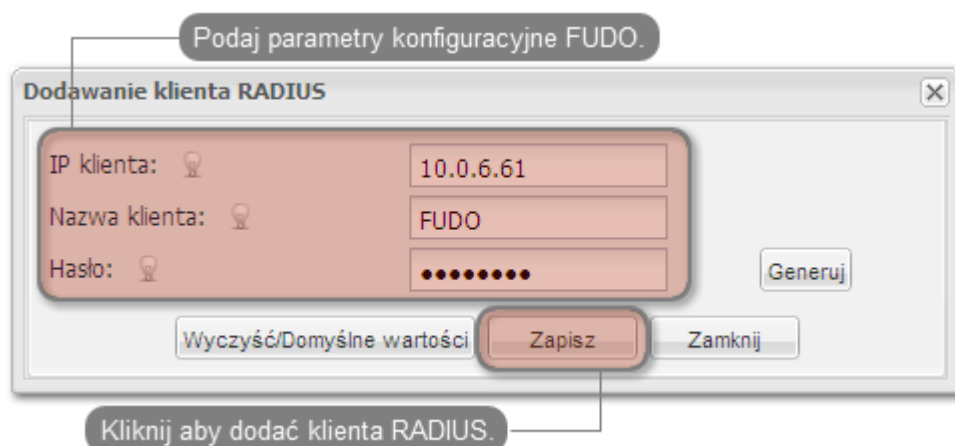 Podaj parametry konfiguracyjne FUDO.
Dodawanie klienta RADIUS
IP klienta: 10.0.6.61
Nazwa klienta: FUDO
Hasło: ●●●●●●●●
Generuj
Wyczyść/Domyślne wartości Zapisz Zamknij
Kliknij aby dodać klienta RADIUS.